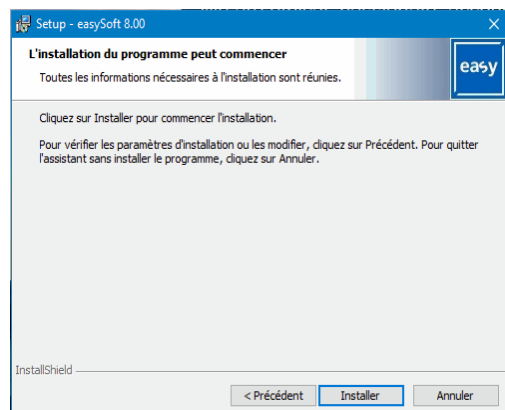 Setup - easySoft 8.00
L'installation du programme peut commencer
Toutes les informations nécessaires à l'installation sont réunies.
easy
Cliquez sur Installer pour commencer l'installation.
Pour vérifier les paramètres d'installation ou les modifier, cliquez sur Précédent. Pour quitter
l'assistant sans installer le programme, cliquez sur Annuler.
InstallShield
< Précédent Installer Annuler